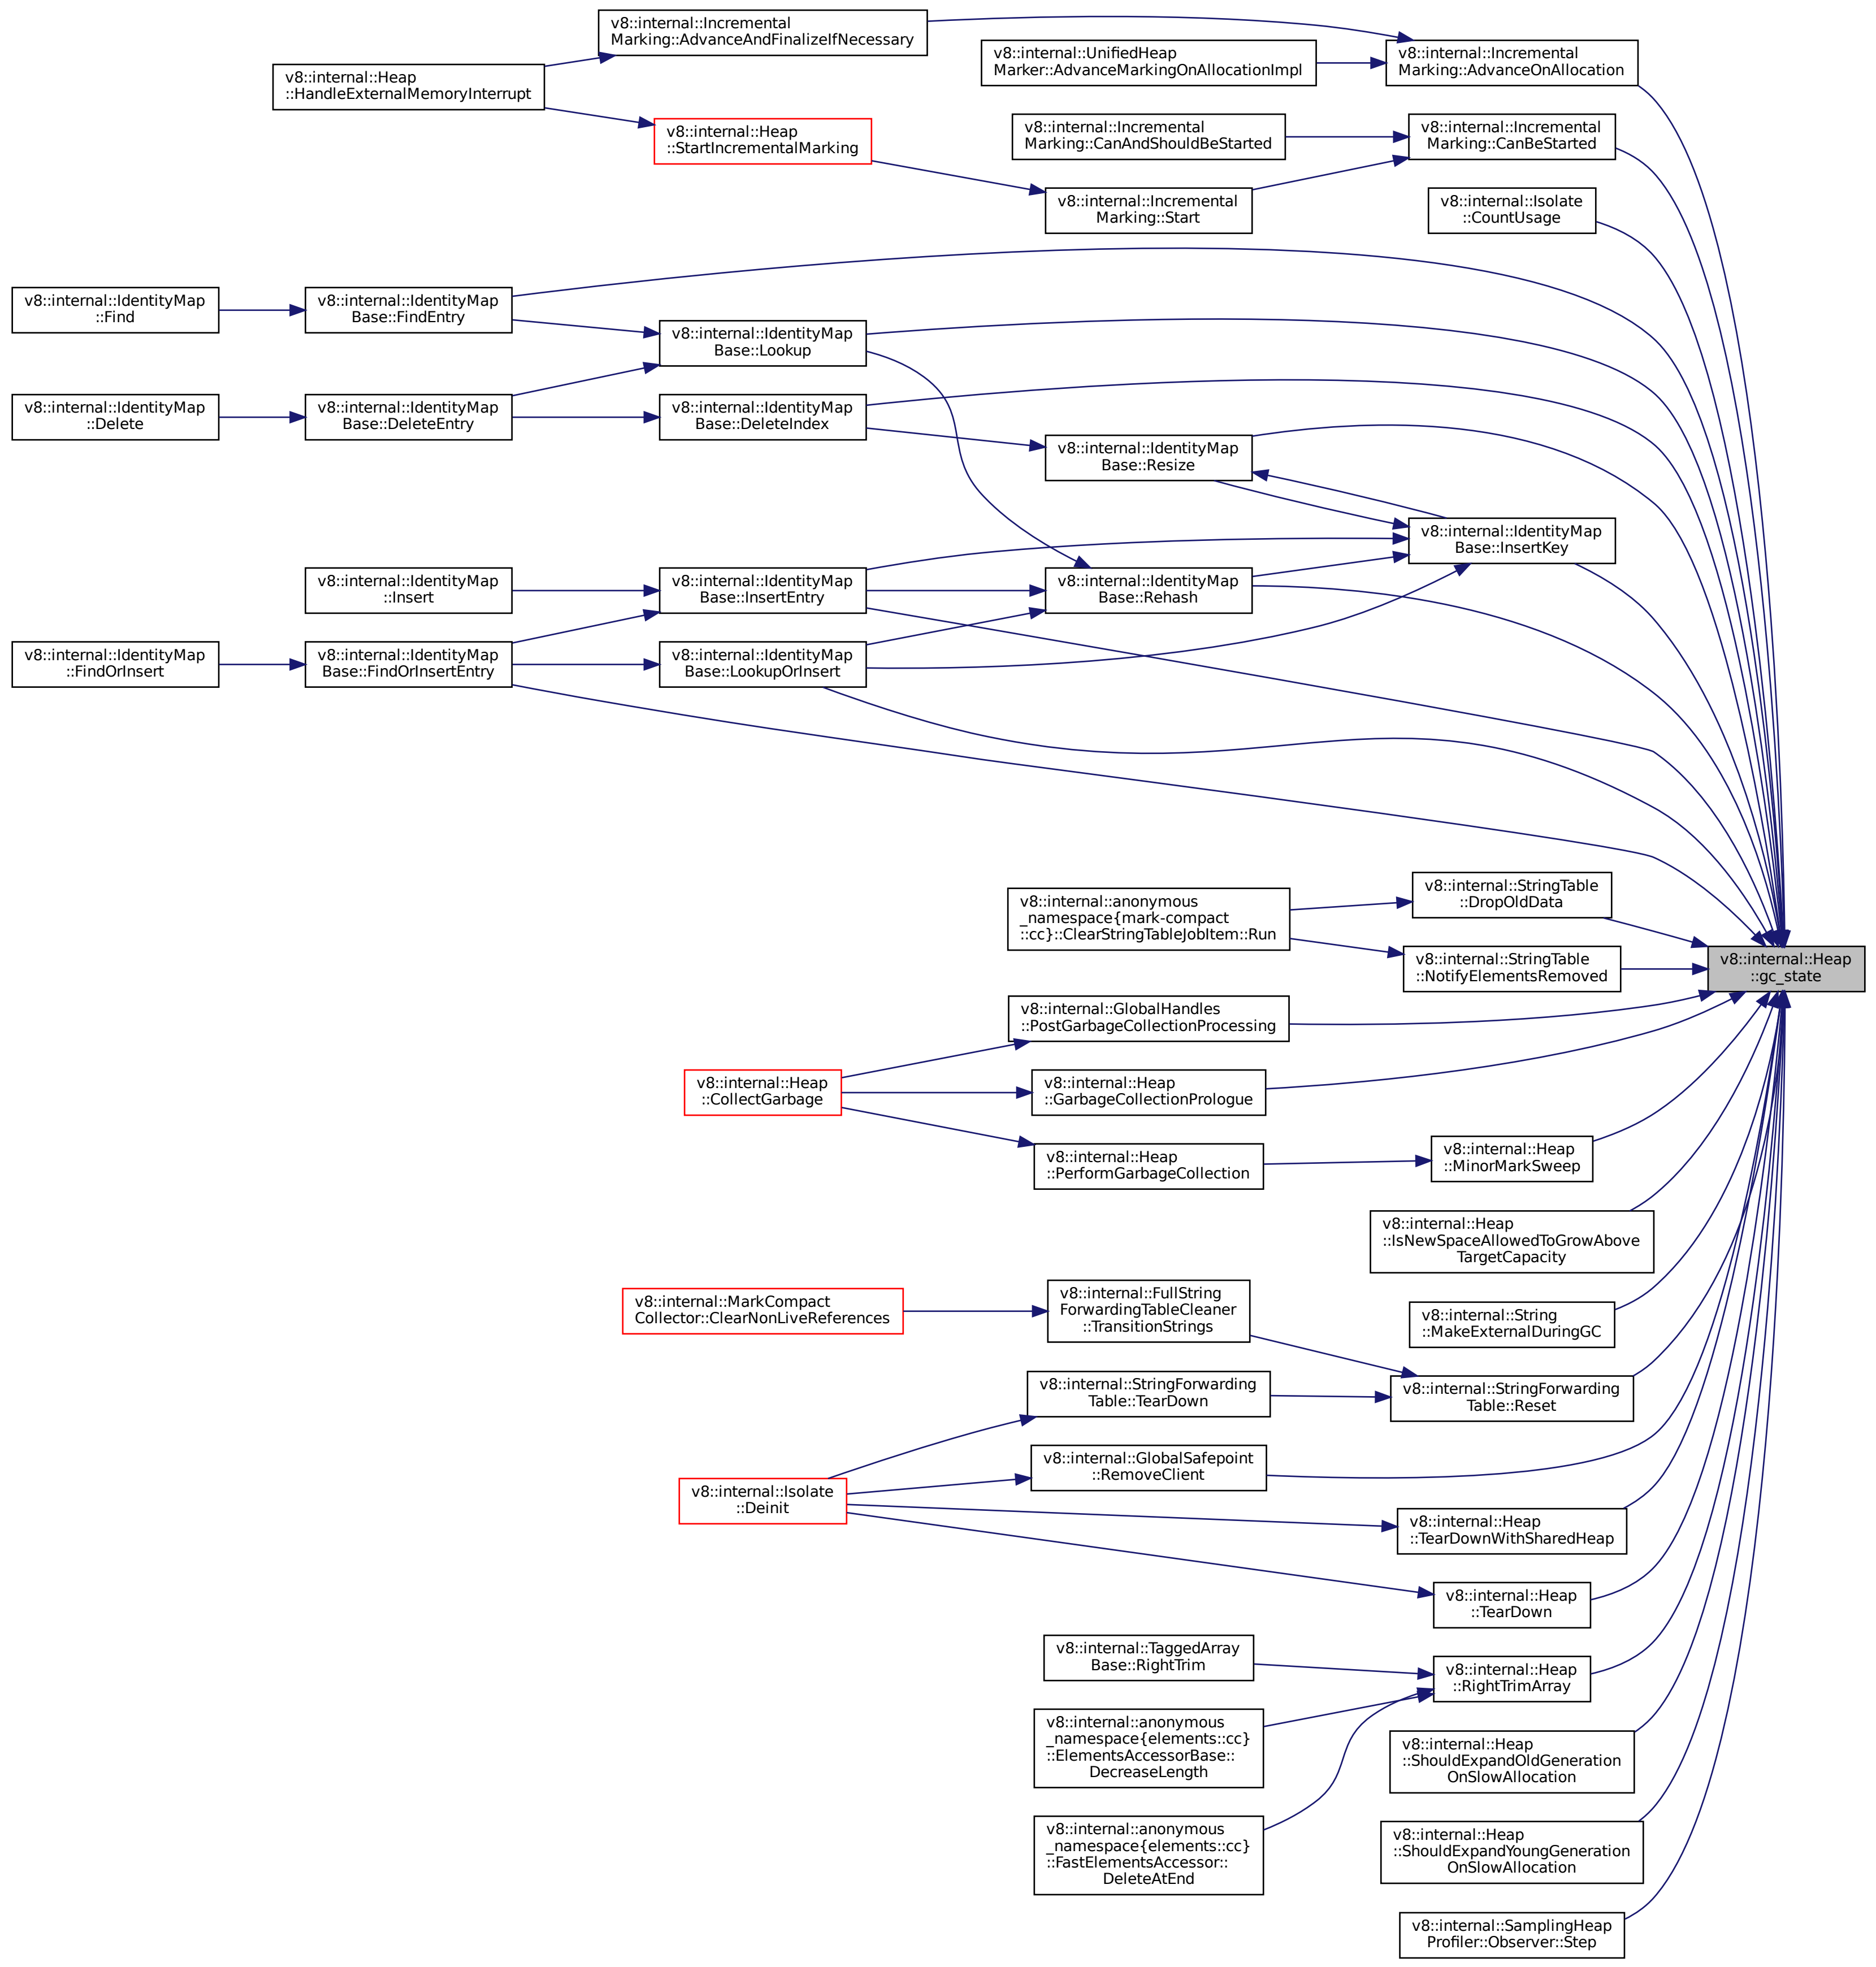 v8::internal::Incremental
Marking::AdvanceAndFinalizeIfNecessary
v8::internal::UnifiedHeap
Marker::AdvanceMarkingOnAllocationImpl
v8::internal::Incremental
Marking::AdvanceOnAllocation
v8::internal::Heap
::HandleExternalMemoryInterrupt
v8::internal::Heap
::StartIncrementalMarking
v8::internal::Incremental
Marking::CanAndShouldBeStarted
v8::internal::Incremental
Marking::CanBeStarted
v8::internal::Incremental
Marking::Start
v8::internal::Isolate
::CountUsage
v8::internal::IdentityMap
::Find
v8::internal::IdentityMap
Base::FindEntry
v8::internal::IdentityMap
Base::Lookup
v8::internal::IdentityMap
::Delete
v8::internal::IdentityMap
Base::DeleteEntry
v8::internal::IdentityMap
Base::DeleteIndex
v8::internal::IdentityMap
Base::Resize
v8::internal::IdentityMap
Base::InsertKey
v8::internal::IdentityMap
::Insert
v8::internal::IdentityMap
Base::InsertEntry
v8::internal::IdentityMap
Base::Rehash
v8::internal::IdentityMap
::FindOrInsert
v8::internal::IdentityMap
Base::FindOrInsertEntry
v8::internal::IdentityMap
Base::LookupOrInsert
v8::internal::anonymous
_namespace{mark-compact
::cc}::ClearStringTableJobItem::Run
v8::internal::StringTable
::DropOldData
v8::internal::StringTable
::NotifyElementsRemoved
v8::internal::Heap
::gc_state
v8::internal::GlobalHandles
::PostGarbageCollectionProcessing
v8::internal::Heap
::CollectGarbage
v8::internal::Heap
::GarbageCollectionPrologue
v8::internal::Heap
::PerformGarbageCollection
v8::internal::Heap
::MinorMarkSweep
v8::internal::Heap
::IsNewSpaceAllowedToGrowAbove
TargetCapacity
v8::internal::MarkCompact
Collector::ClearNonLiveReferences
v8::internal::FullString
ForwardingTableCleaner
::TransitionStrings
v8::internal::String
::MakeExternalDuringGC
v8::internal::StringForwarding
Table::TearDown
v8::internal::StringForwarding
Table::Reset
v8::internal::GlobalSafepoint
::RemoveClient
v8::internal::Isolate
::Deinit
v8::internal::Heap
::TearDownWithSharedHeap
v8::internal::Heap
::TearDown
v8::internal::TaggedArray
Base::RightTrim
v8::internal::Heap
::RightTrimArray
v8::internal::anonymous
_namespace{elements::cc}
::ElementsAccessorBase::
DecreaseLength
v8::internal::Heap
::ShouldExpandOldGeneration
OnSlowAllocation
v8::internal::anonymous
_namespace{elements::cc}
::FastElementsAccessor::
DeleteAtEnd
v8::internal::Heap
::ShouldExpandYoungGeneration
OnSlowAllocation
v8::internal::SamplingHeap
Profiler::Observer::Step